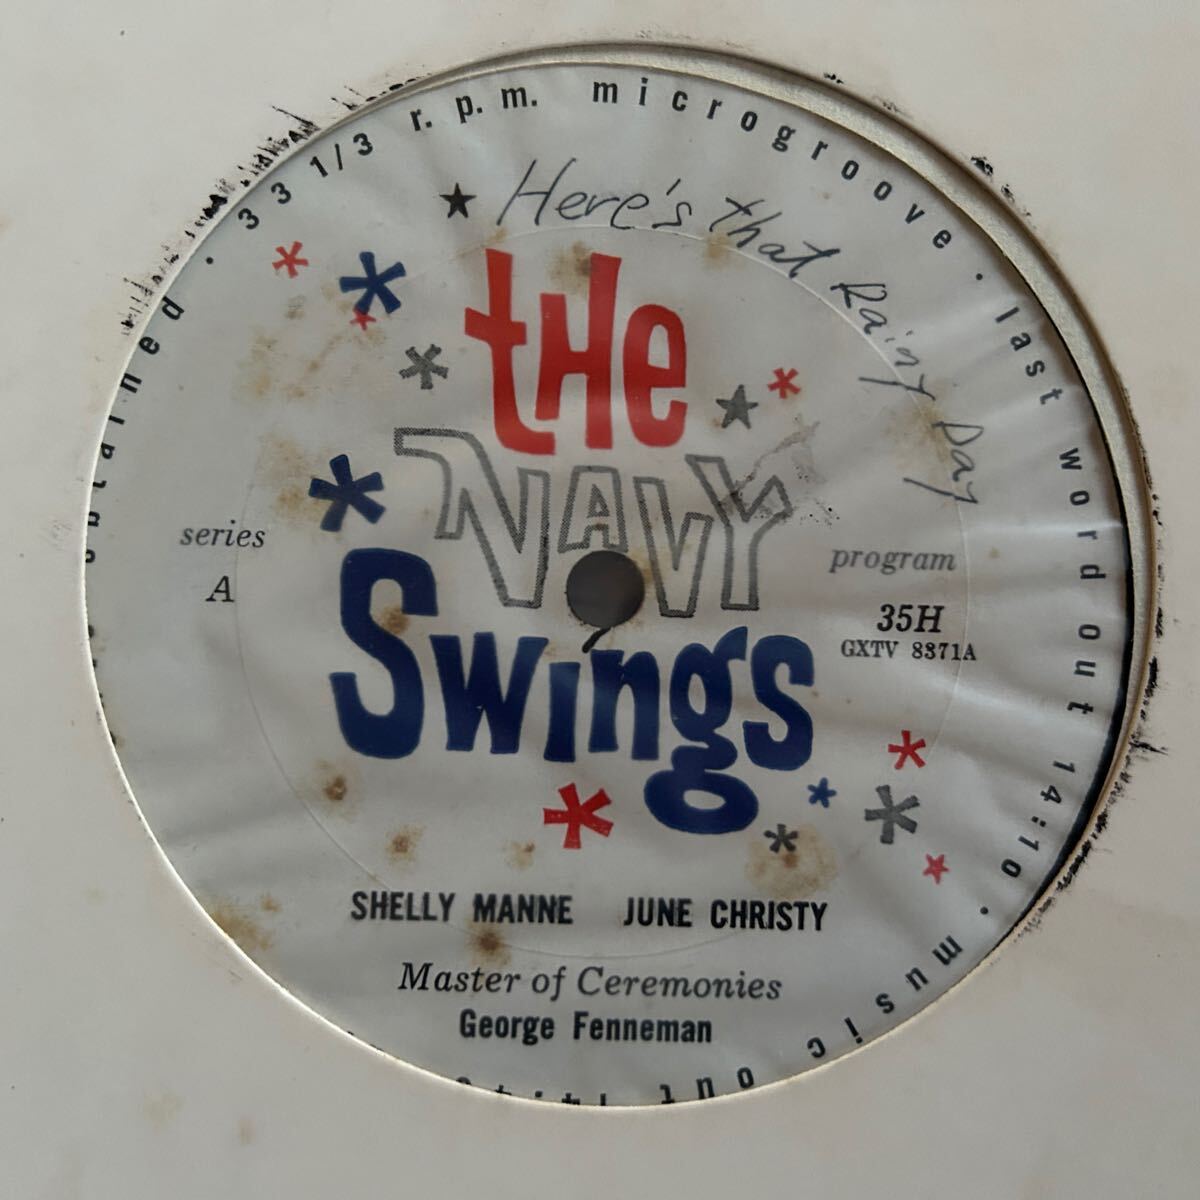 33 1/3 r. p. m. microgroove · last word out 14:10 · music out
Here's that Rainy Day
the
NAVY
Swings
series
A
program
35H
GXTV 8371A
SHELLY MANNE JUNE CHRISTY
Master of Ceremonies
George Fenneman